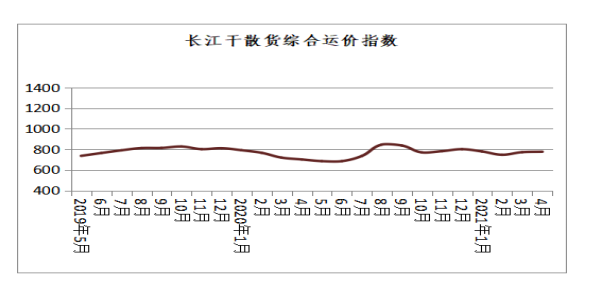 长江干散货综合运价指数
1400
1200
1000
800
600
400
2019年5月
6月
7月
8月
9月
10月
11月
12月
2020年1月
2月
3月
4月
5月
6月
7月
8月
9月
10月
11月
12月
2021年1月
2月
3月
4月